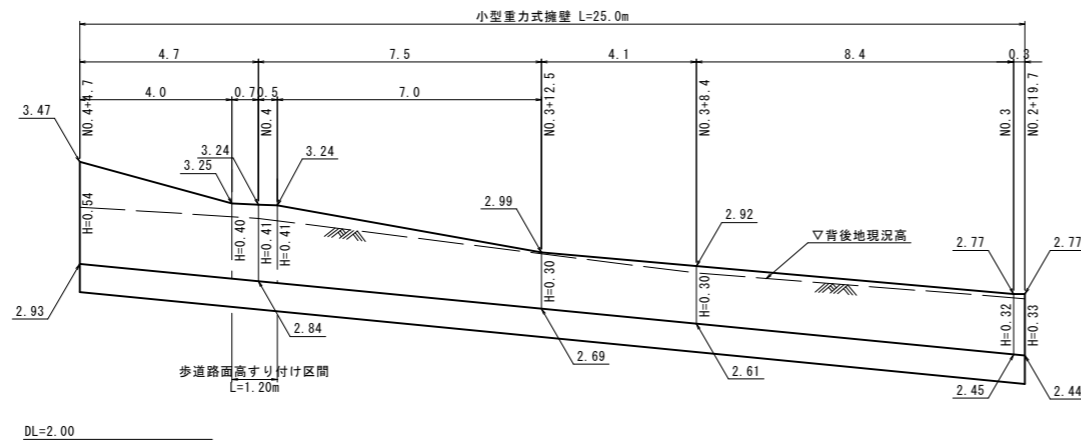 小型重力式擁壁 L=25.0m
4.7
7.5
4.1
8.4
0.3
4.0
0.7
0.5
7.0
NO.4+4.7
NO.4
NO.3+12.5
NO.3+8.4
NO.3
NO.2+19.7
3.47
3.25
3.24
3.24
2.99
2.92
2.77
2.77
▽背後地現況高
H=0.54
H=0.40
H=0.41
H=0.41
H=0.30
H=0.30
H=0.32
H=0.33
2.93
2.84
2.69
2.61
2.45
2.44
歩道路面高すり付け区間
L=1.20m
DL=2.00